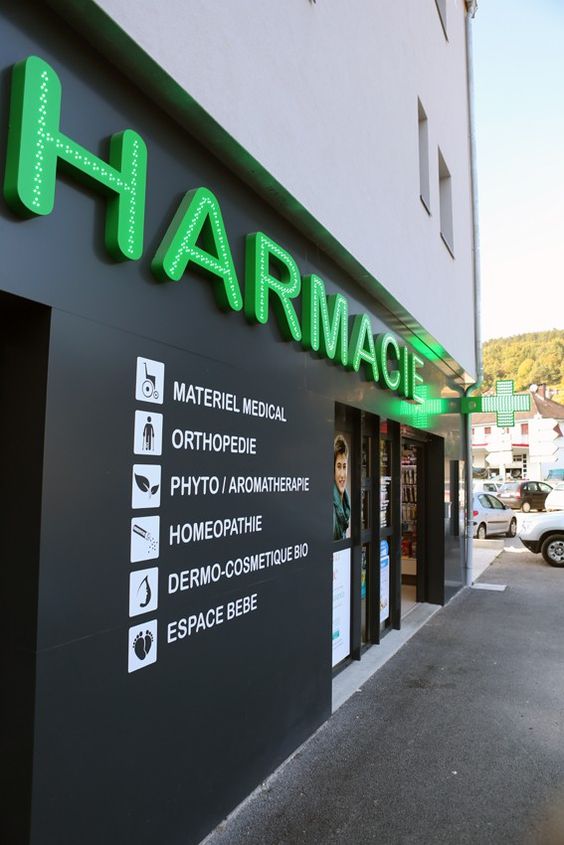 HARMACIE
MATERIEL MEDICAL
ORTHOPEDIE
PHYTO / AROMATHERAPIE
HOMEOPATHIE
DERMO-COSMETIQUE BIO
ESPACE BEBE